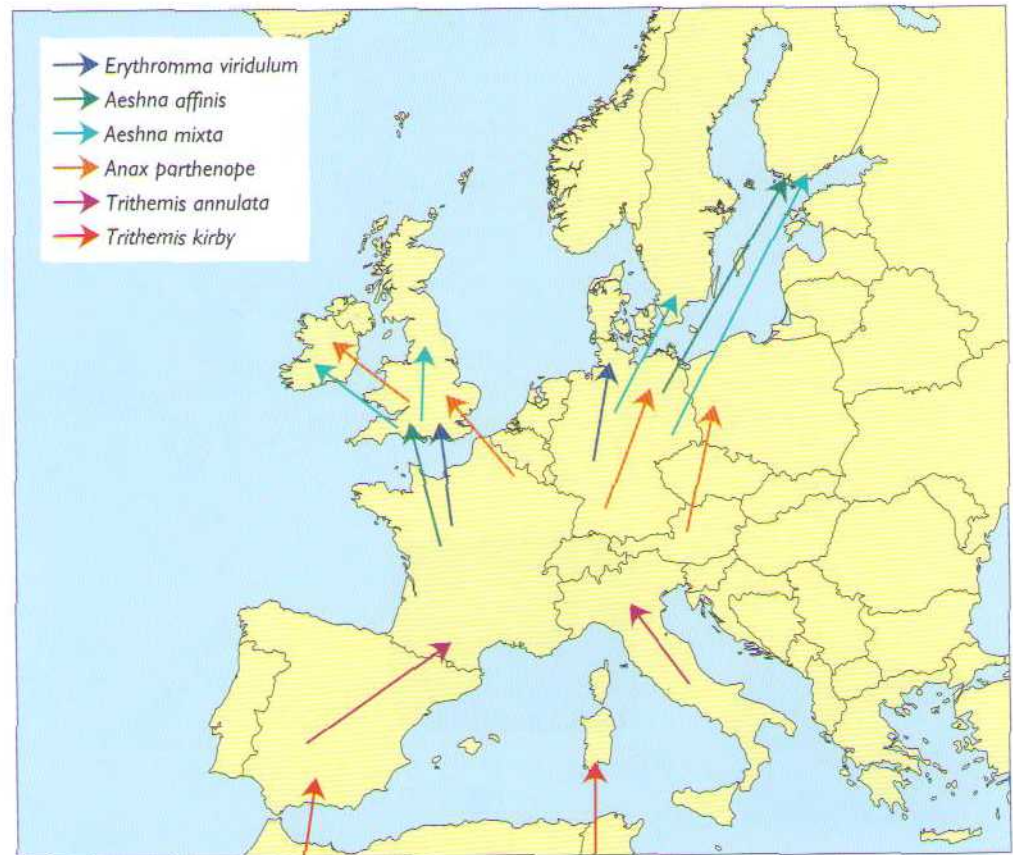 Erythromma viridulum
Aeshna affinis
Aeshna mixta
Anax parthenope
Trithemis annulata
Trithemis kirby